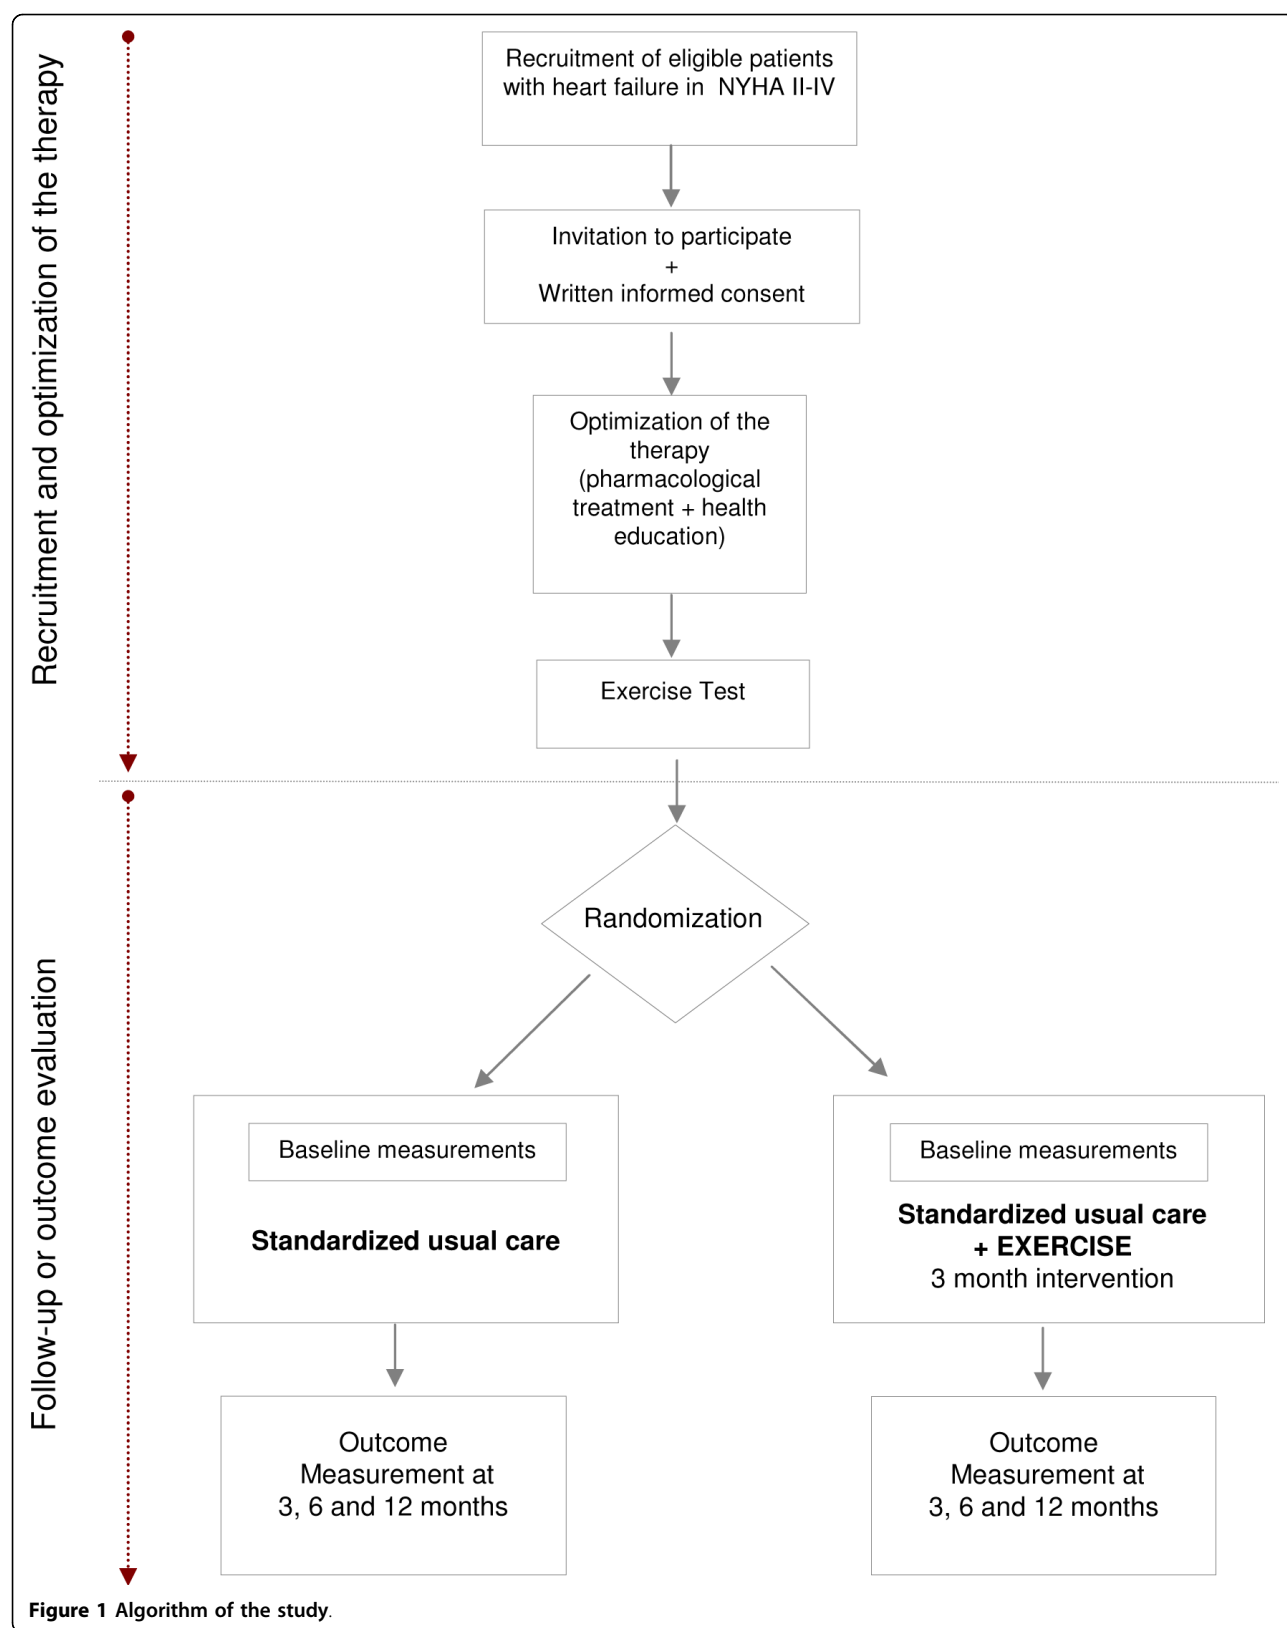 Recruitment and optimization of the therapy
Recruitment of eligible patients
with heart failure in NYHA II-IV
Invitation to participate
+
Written informed consent
Optimization of the
therapy
(pharmacological
treatment + health
education)
Exercise Test
Follow-up or outcome evaluation
Randomization
Baseline measurements
Standardized usual care
Baseline measurements
Standardized usual care
+ EXERCISE
3 month intervention
Outcome
Measurement at
3, 6 and 12 months
Outcome
Measurement at
3, 6 and 12 months
Figure 1 Algorithm of the study.